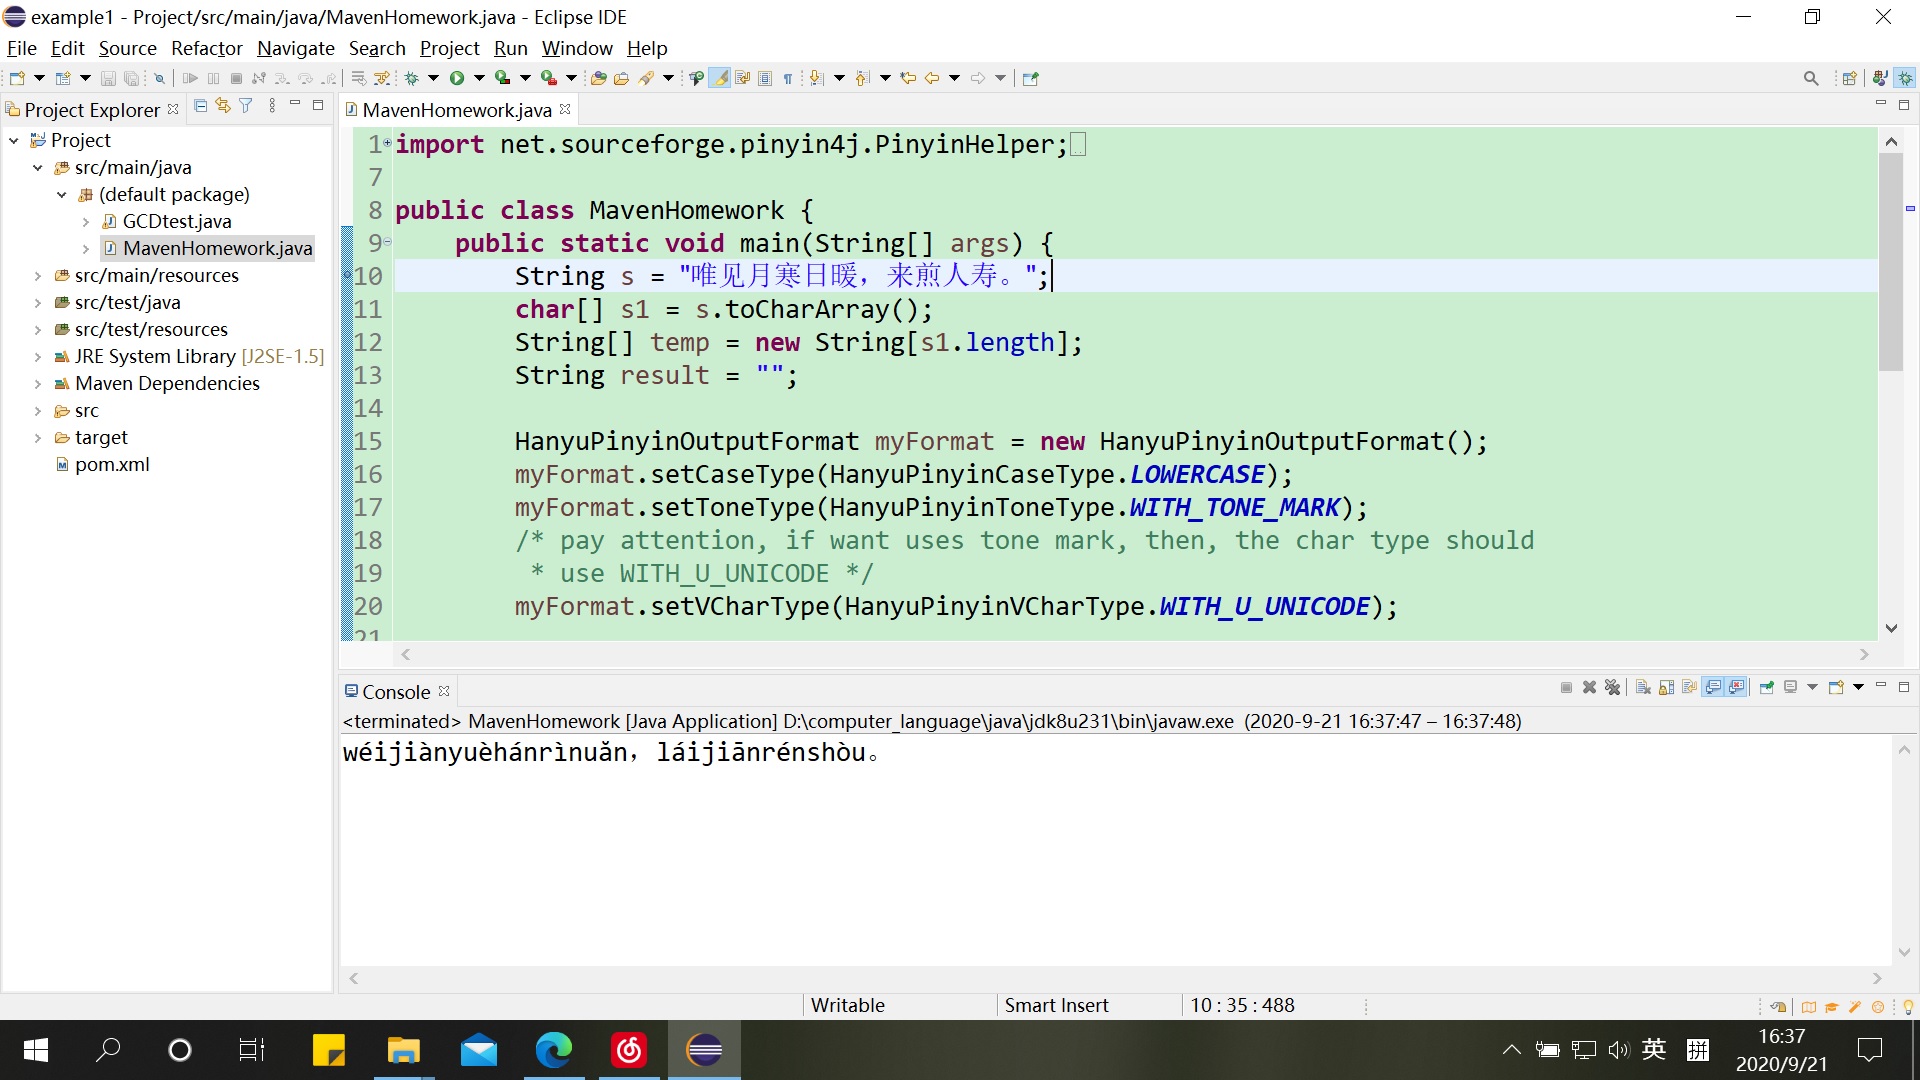 example1 - Project/src/main/java/MavenHomework.java - Eclipse IDE
File Edit Source Refactor Navigate Search Project Run Window Help
Project Explorer
Project
src/main/java
(default package)
GCDtest.java
MavenHomework.java
src/main/resources
src/test/java
src/test/resources
JRE System Library [J2SE-1.5]
Maven Dependencies
src
target
pom.xml
MavenHomework.java
1 import net.sourceforge.pinyin4j.PinyinHelper;
7
8 public class MavenHomework {
9 public static void main(String[] args) {
10 String s = "唯见月寒日暖，来煎人寿。";
11 char[] s1 = s.toCharArray();
12 String[] temp = new String[s1.length];
13 String result = "";
14
15 HanyuPinyinOutputFormat myFormat = new HanyuPinyinOutputFormat();
16 myFormat.setCaseType(HanyuPinyinCaseType.LOWERCASE);
17 myFormat.setToneType(HanyuPinyinToneType.WITH_TONE_MARK);
18 /* pay attention, if want uses tone mark, then, the char type should
19 * use WITH_U_UNICODE */
20 myFormat.setVCharType(HanyuPinyinVCharType.WITH_U_UNICODE);
21
Console
<terminated> MavenHomework [Java Application] D:\computer_language\java\jdk8u231\bin\javaw.exe (2020-9-21 16:37:47 – 16:37:48)
wéijiànyuèhánrìnuǎn，láijiānrénshòu。
Writable Smart Insert 10 : 35 : 488
英 拼 16:37
2020/9/21